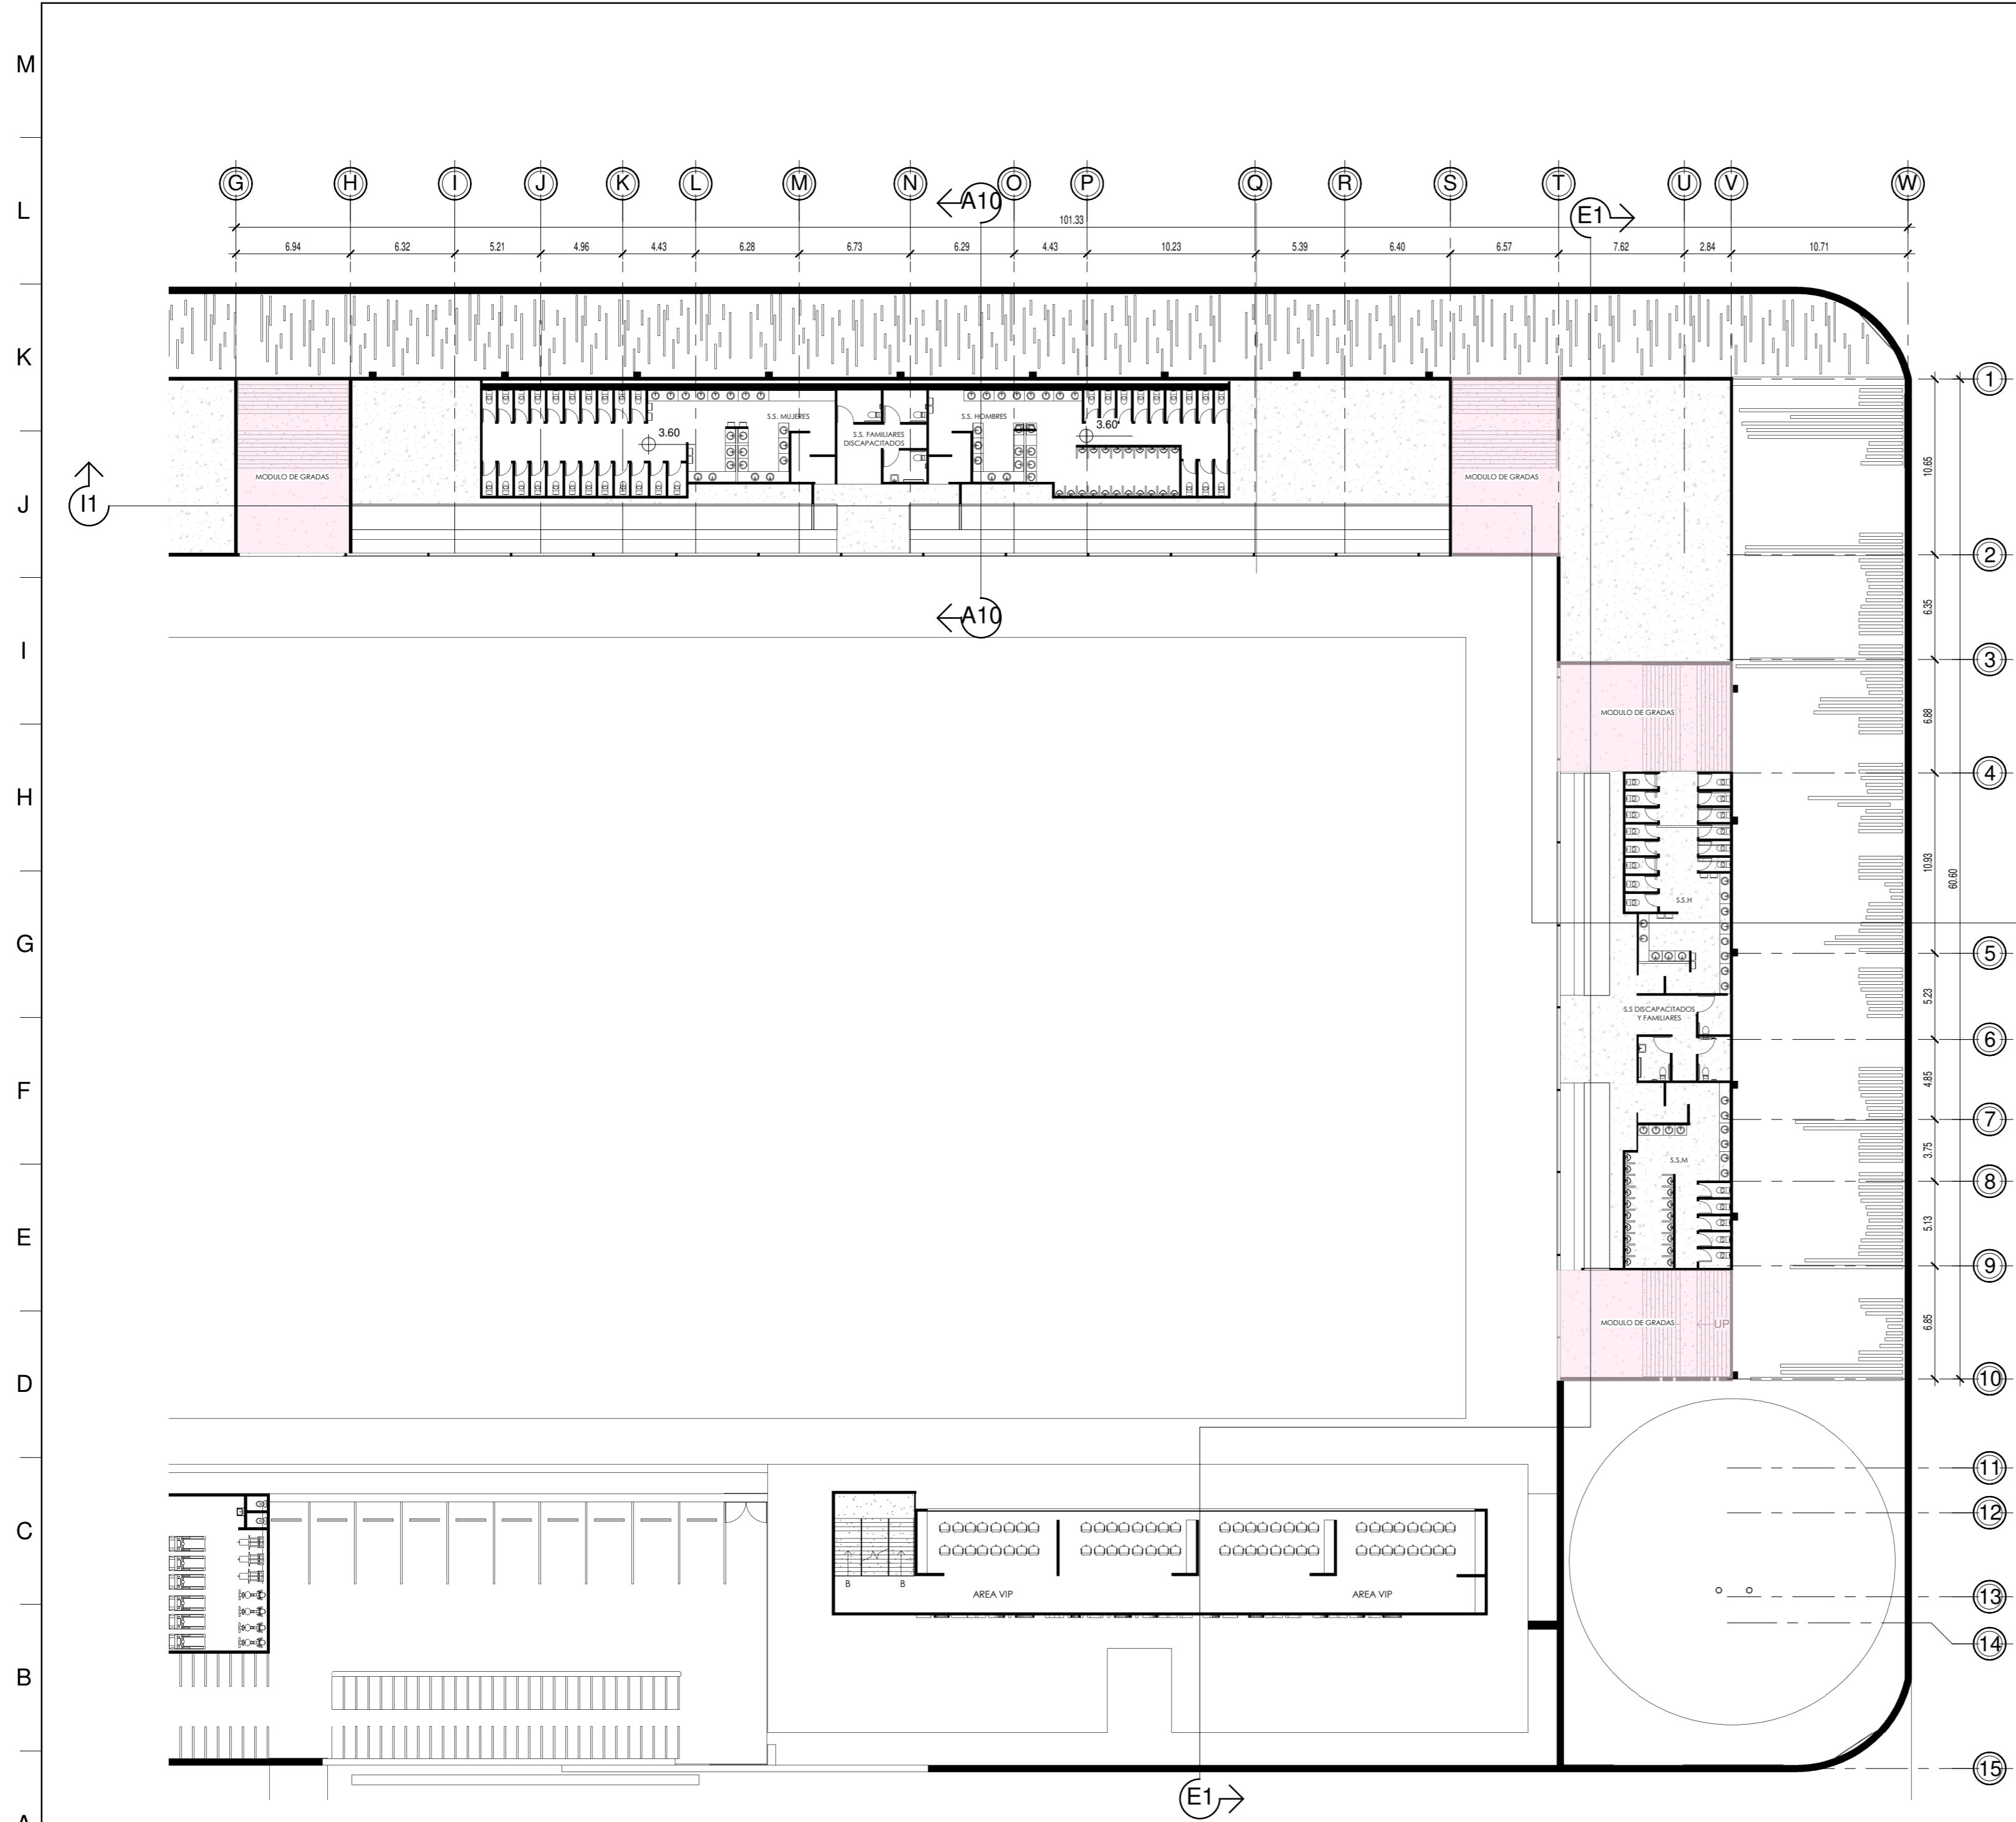 M
L
K
J
I
H
G
F
E
D
C
B
G H I J K L M N O P Q R S T U V W
A10
E1
101.33
6.94 6.32 5.21 4.96 4.43 6.28 6.73 6.29 4.43 10.23 5.39 6.40 6.57 7.62 2.84 10.71
S.S. MUJERES
S.S. HOMBRES
3.60
3.60
S.S. FAMILIARES
DISCAPACITADOS
MODULO DE GRADAS
MODULO DE GRADAS
I1
A10
MODULO DE GRADAS
S.S.H
S.S DISCAPACITADOS
Y FAMILIARES
S.S.M
MODULO DE GRADAS
UP
1
2
3
4
5
6
7
8
9
10
11
12
13
14
15
10.65
6.35
6.88
10.93
60.60
5.23
4.85
3.75
5.13
6.85
B B
AREA VIP
AREA VIP
E1